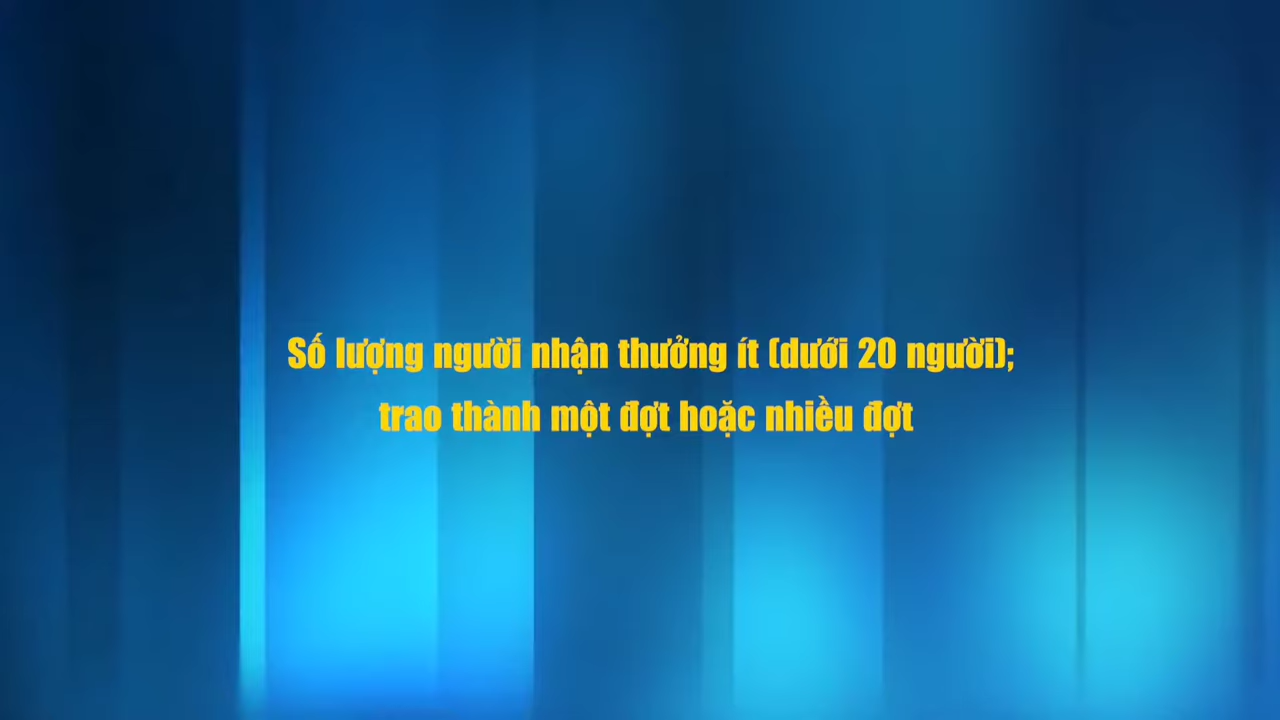 Số lượng người nhận thưởng ít (dưới 20 người);
trao thành một đợt hoặc nhiều đợt